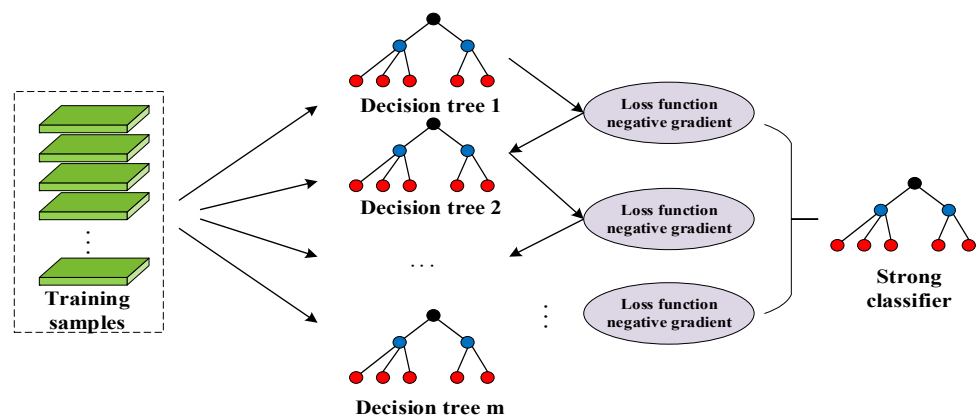 Training
samples
Decision tree 1
Decision tree 2
...
Decision tree m
Loss function
negative gradient
Loss function
negative gradient
Loss function
negative gradient
Strong
classifier